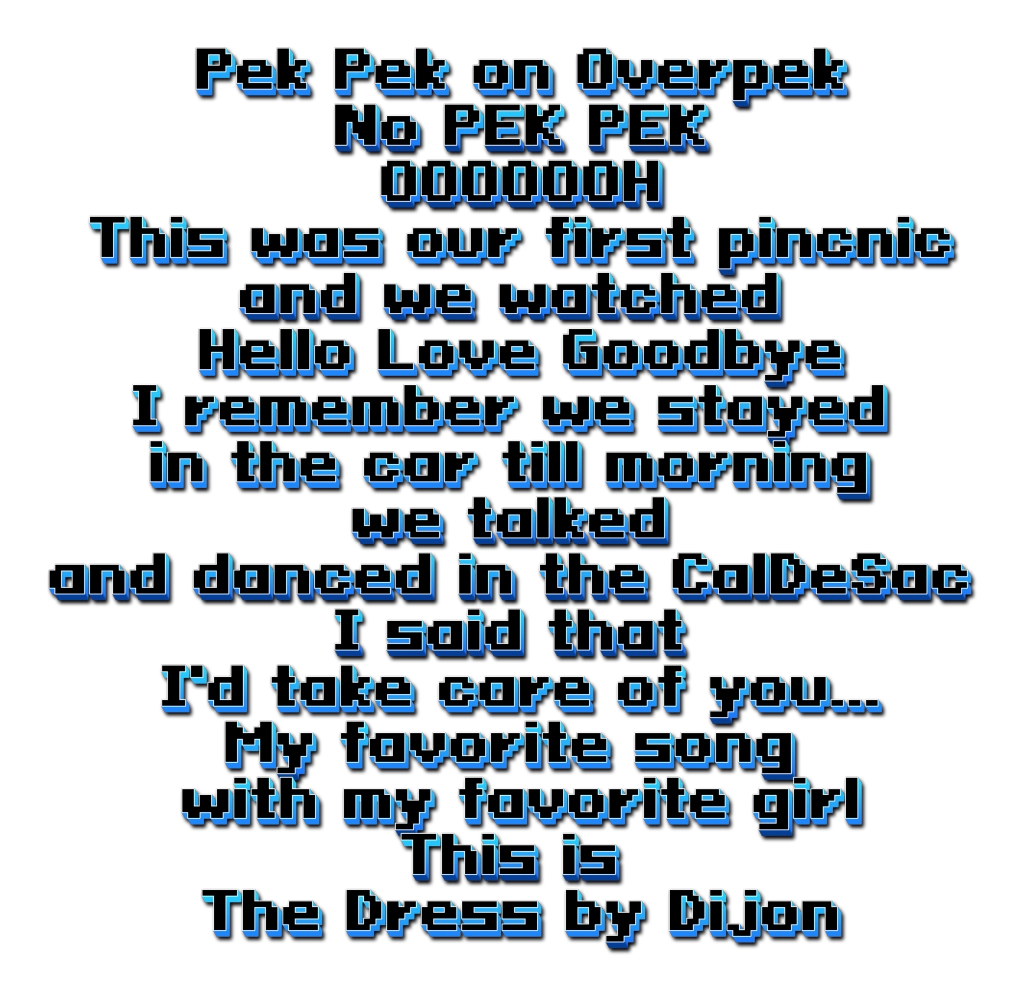 Pek Pek on Overpek
No PEK PEK
OOOOOOH
This was our first pincnic
and we watched
Hello Love Goodbye
I remember we stayed
in the car till morning
we talked
and danced in the CalDeSac
I said that
I'd take care of you...
My favorite song
with my favorite girl
This is
The Dress by Dijon